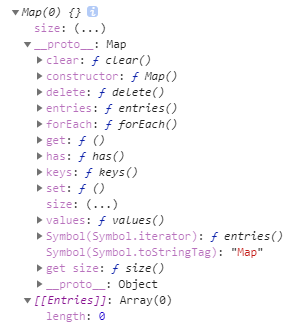 Map(0) {} i
size: (...)
__proto__: Map
clear: ƒ clear()
constructor: ƒ Map()
delete: ƒ delete()
entries: ƒ entries()
forEach: ƒ forEach()
get: ƒ ()
has: ƒ has()
keys: ƒ keys()
set: ƒ ()
size: (...)
values: ƒ values()
Symbol(Symbol.iterator): ƒ entries()
Symbol(Symbol.toStringTag): "Map"
get size: ƒ size()
__proto__: Object
[[Entries]]: Array(0)
length: 0